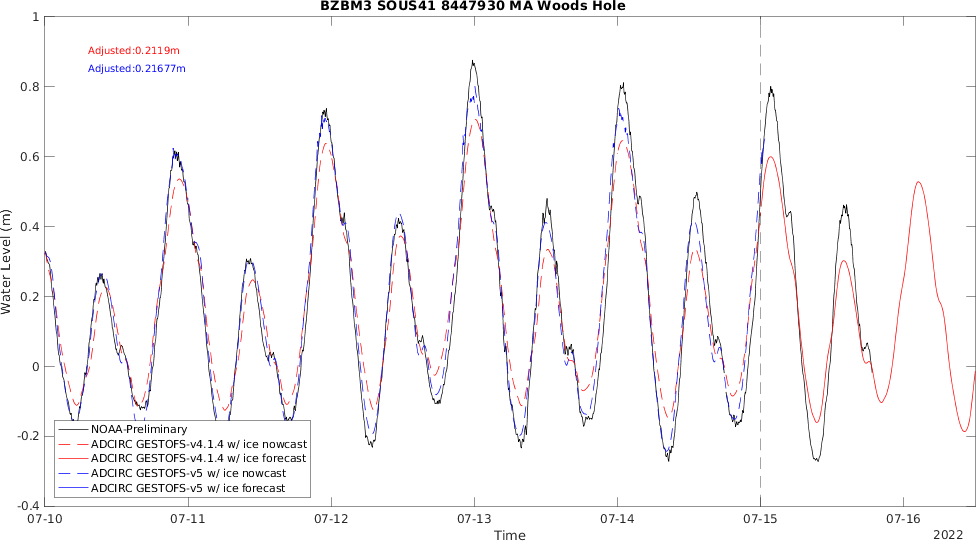 BZBM3 SOUS41 8447930 MA Woods Hole
1
Adjusted:0.2119m
Adjusted:0.21677m
0.8
0.6
0.4
0.2
0
-0.2
-0.4
Water Level (m)
NOAA-Preliminary
ADCIRC GESTOFS-v4.1.4 w/ ice nowcast
ADCIRC GESTOFS-v4.1.4 w/ ice forecast
ADCIRC GESTOFS-v5 w/ ice nowcast
ADCIRC GESTOFS-v5 w/ ice forecast
07-10 07-11 07-12 07-13 07-14 07-15 07-16
Time
2022